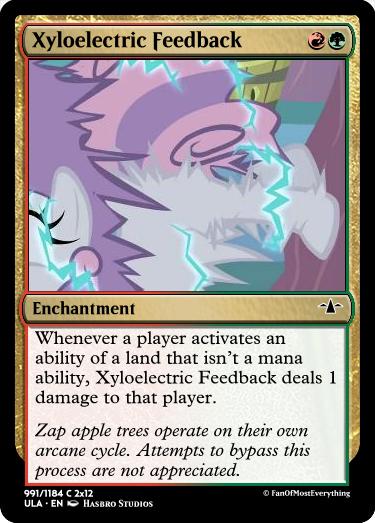 Xyloelectric Feedback
Enchantment
Whenever a player activates an
ability of a land that isn't a mana
ability, Xyloelectric Feedback deals 1
damage to that player.
Zap apple trees operate on their own
arcane cycle. Attempts to bypass this
process are not appreciated.
991/1184 C 2x12
ULA • EN Hasbro Studios
© FanOfMostEverything